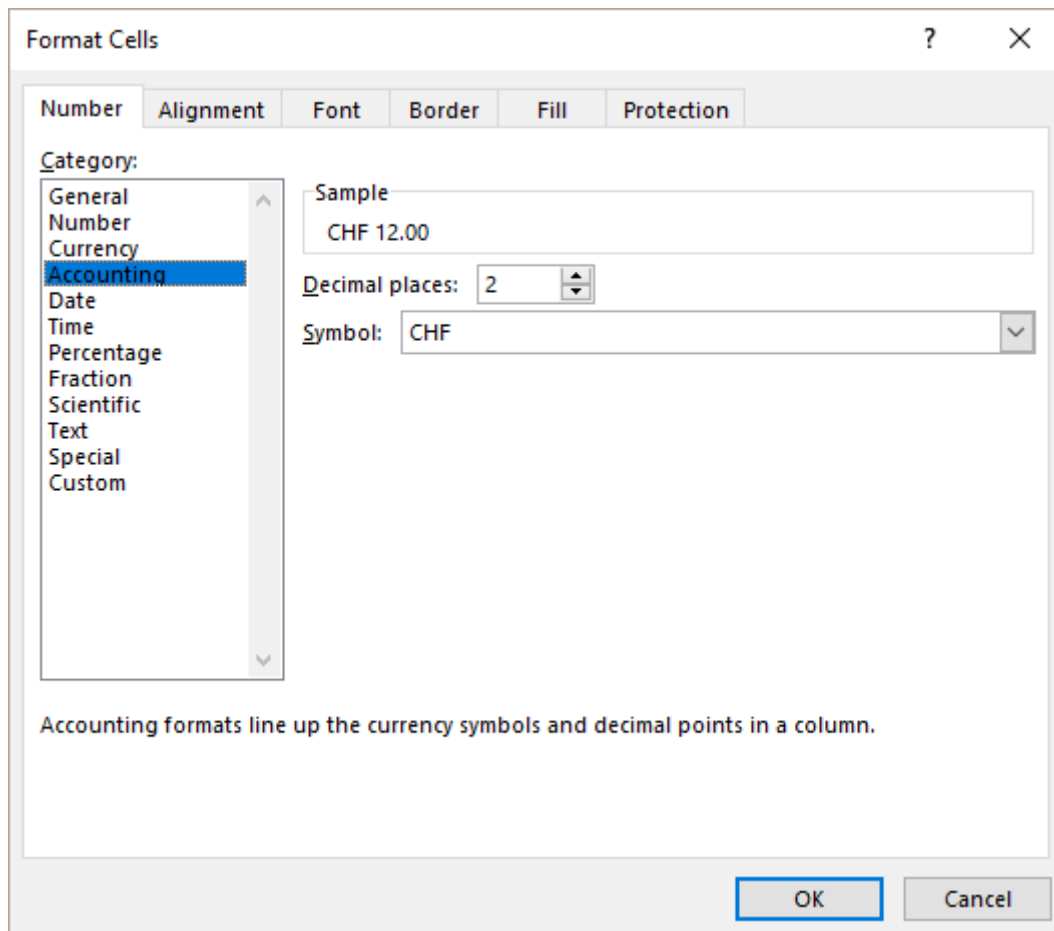 Format Cells ?
Number Alignment Font Border Fill Protection
Category:
General
Number
Currency
Accounting
Date
Time
Percentage
Fraction
Scientific
Text
Special
Custom
Sample
CHF 12.00
Decimal places: 2
Symbol: CHF
Accounting formats line up the currency symbols and decimal points in a column.
OK Cancel